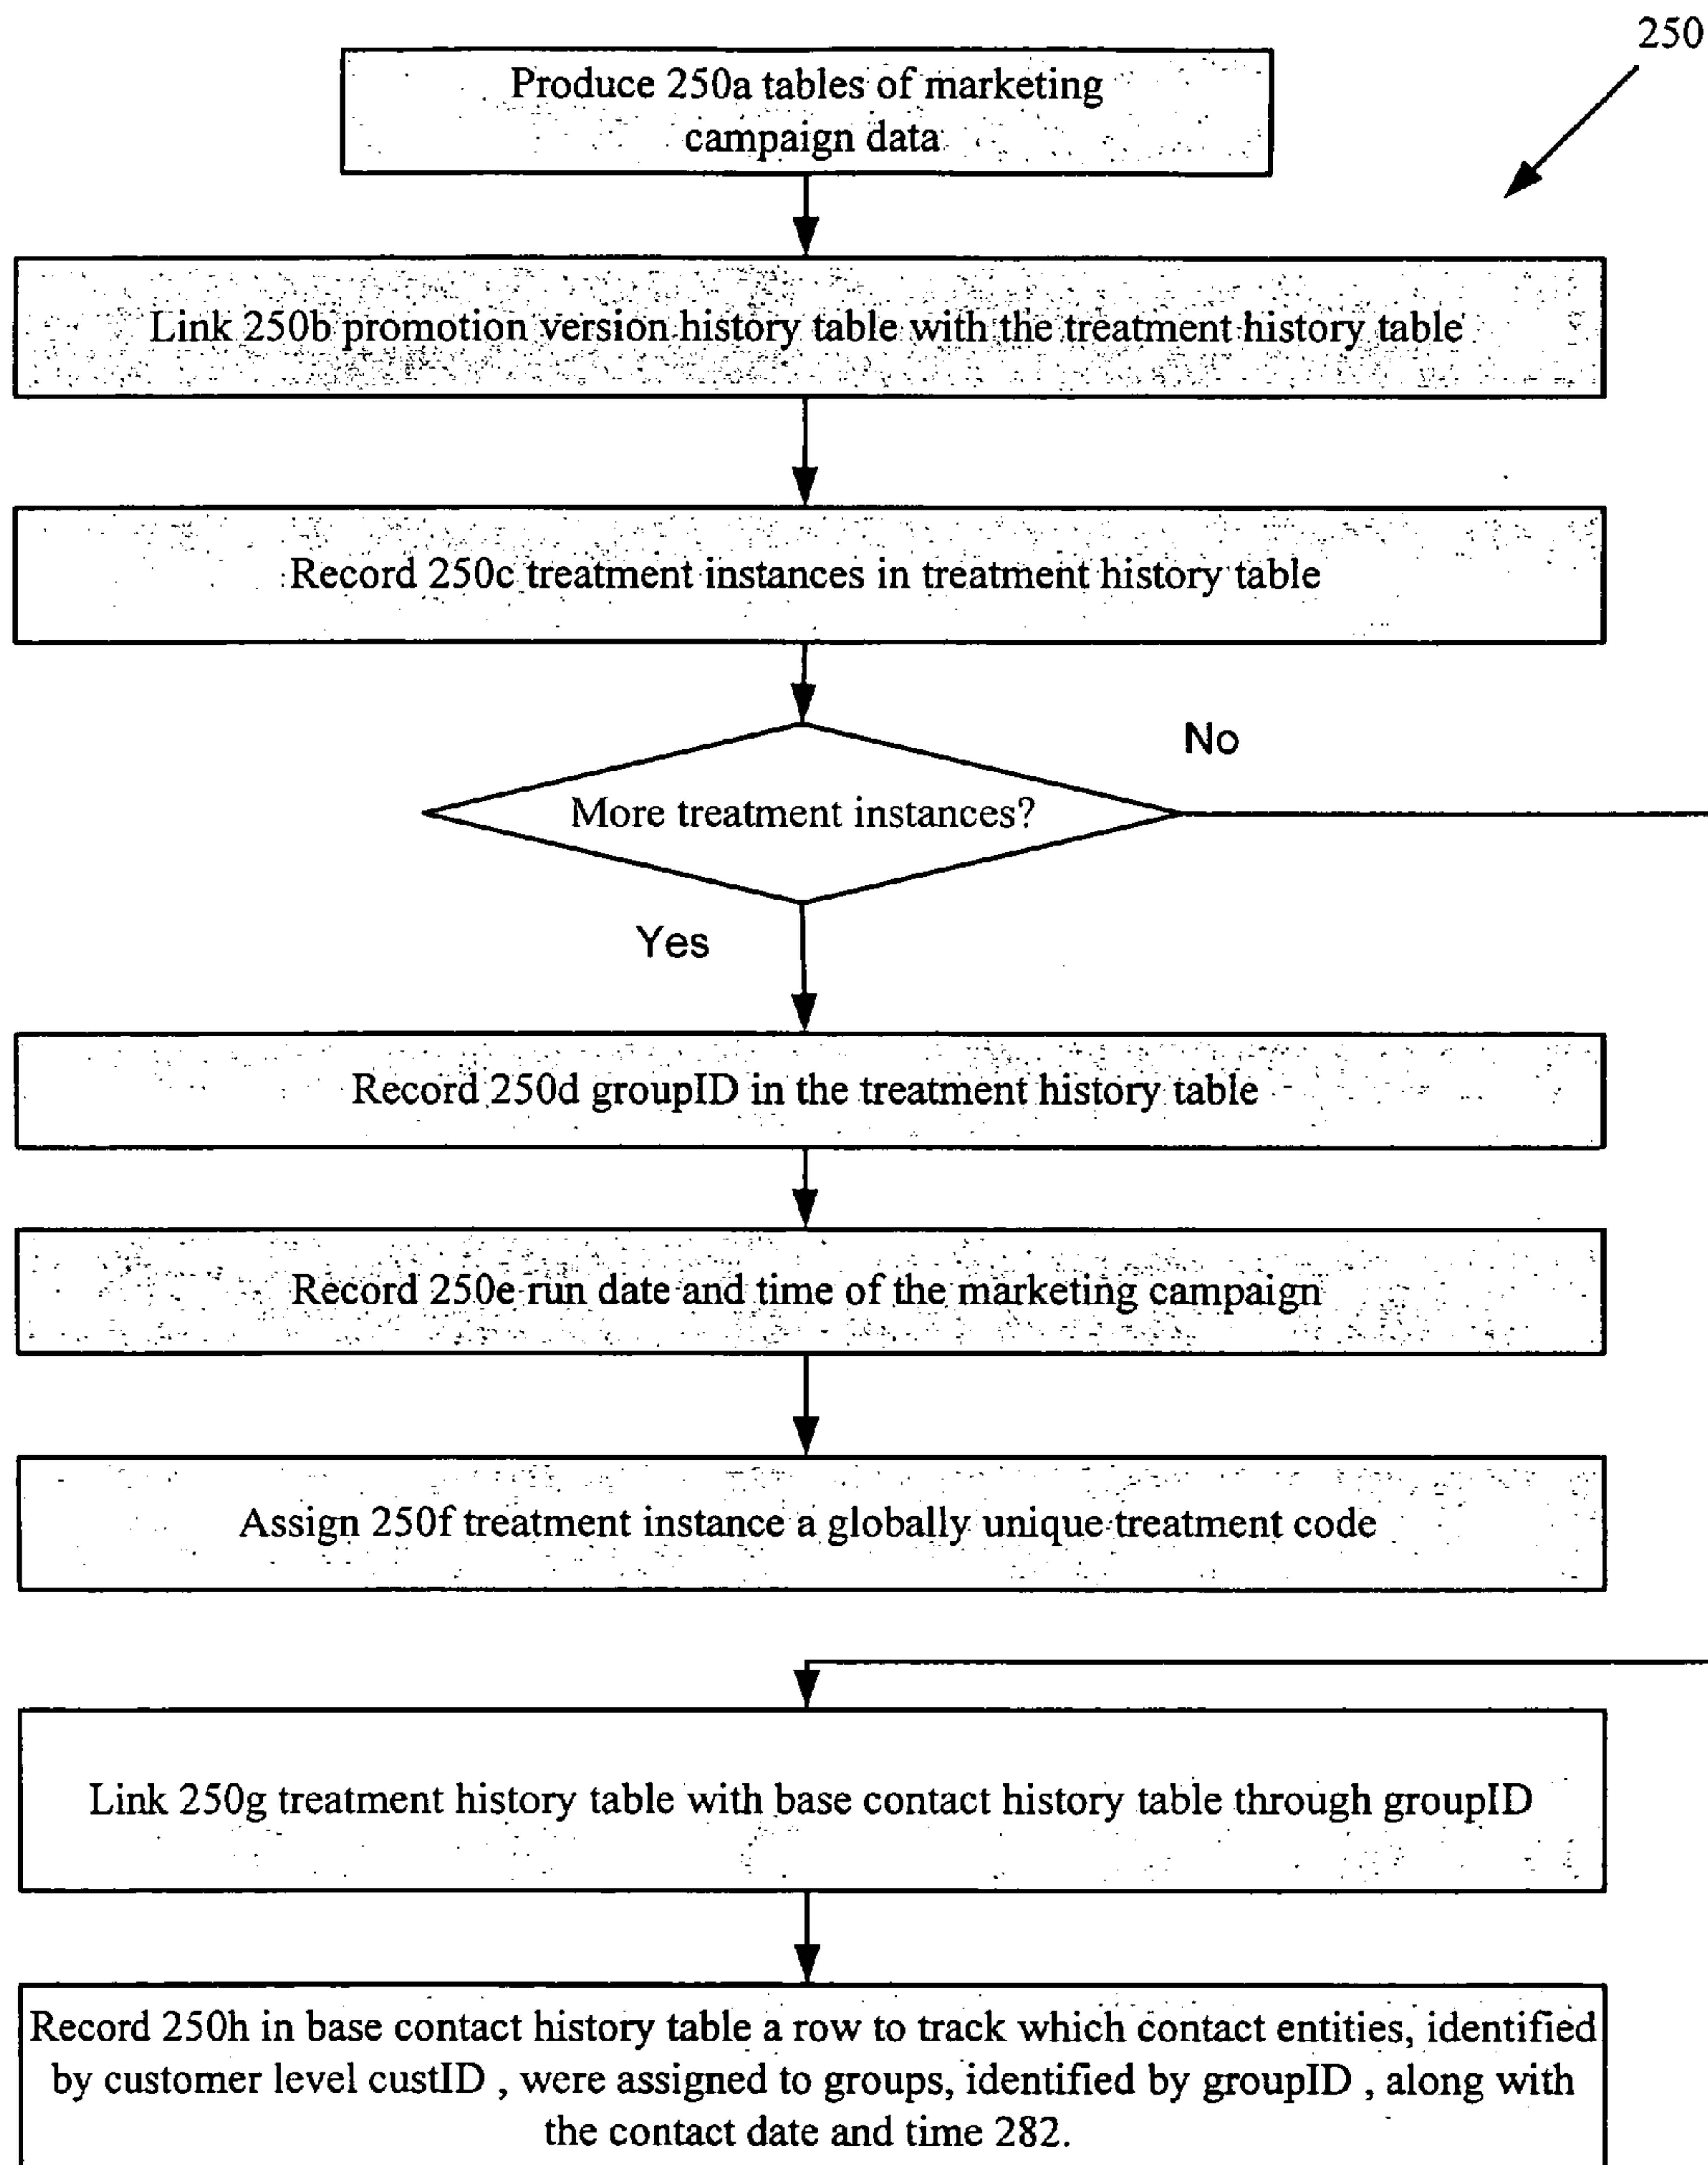 250
Produce 250a tables of marketing
campaign data
Link 250b promotion version history table with the treatment history table
Record 250c treatment instances in treatment history table
No
More treatment instances?
Yes
Record 250d groupID in the treatment history table
Record 250e run date and time of the marketing campaign
Assign 250f treatment instance a globally unique treatment code
Link 250g treatment history table with base contact history table through groupID
Record 250h in base contact history table a row to track which contact entities, identified
by customer level custID , were assigned to groups, identified by groupID , along with
the contact date and time 282.